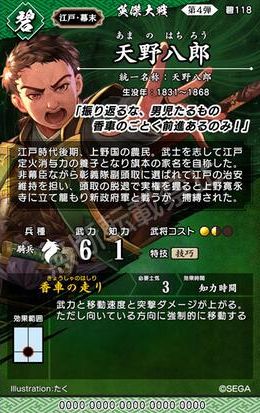 碧
江戸・幕末
英傑大戦
第4弾
碧118
あまの はちろう
天野八郎
統一名称：天野八郎
生没年：1831〜1868
「振り返るな、男児たるもの
香車のごとく前進あるのみ！」
江戸時代後期、上野国の農民。武士を志して江戸
定火消与力の養子となり旗本の家名を自称した。
非幕臣ながら彰義隊副頭取に選ばれて江戸の治安
維持を担い、頭取の脱退で実権を握ると上野寛永
寺に立て籠もり新政府軍と戦うが、捕縛された。
兵種 武力 知力 武将コスト
騎兵 6 1 特技 技巧
きょうしゃのはしり
香車の走り
必要士気 3
効果時間 知力時間
効果範囲
武力と移動速度と突撃ダメージが上がる。
ただし向いている方向に強制的に移動する
Illustration:たく
©SEGA
0000-0000-0000-0000-0000